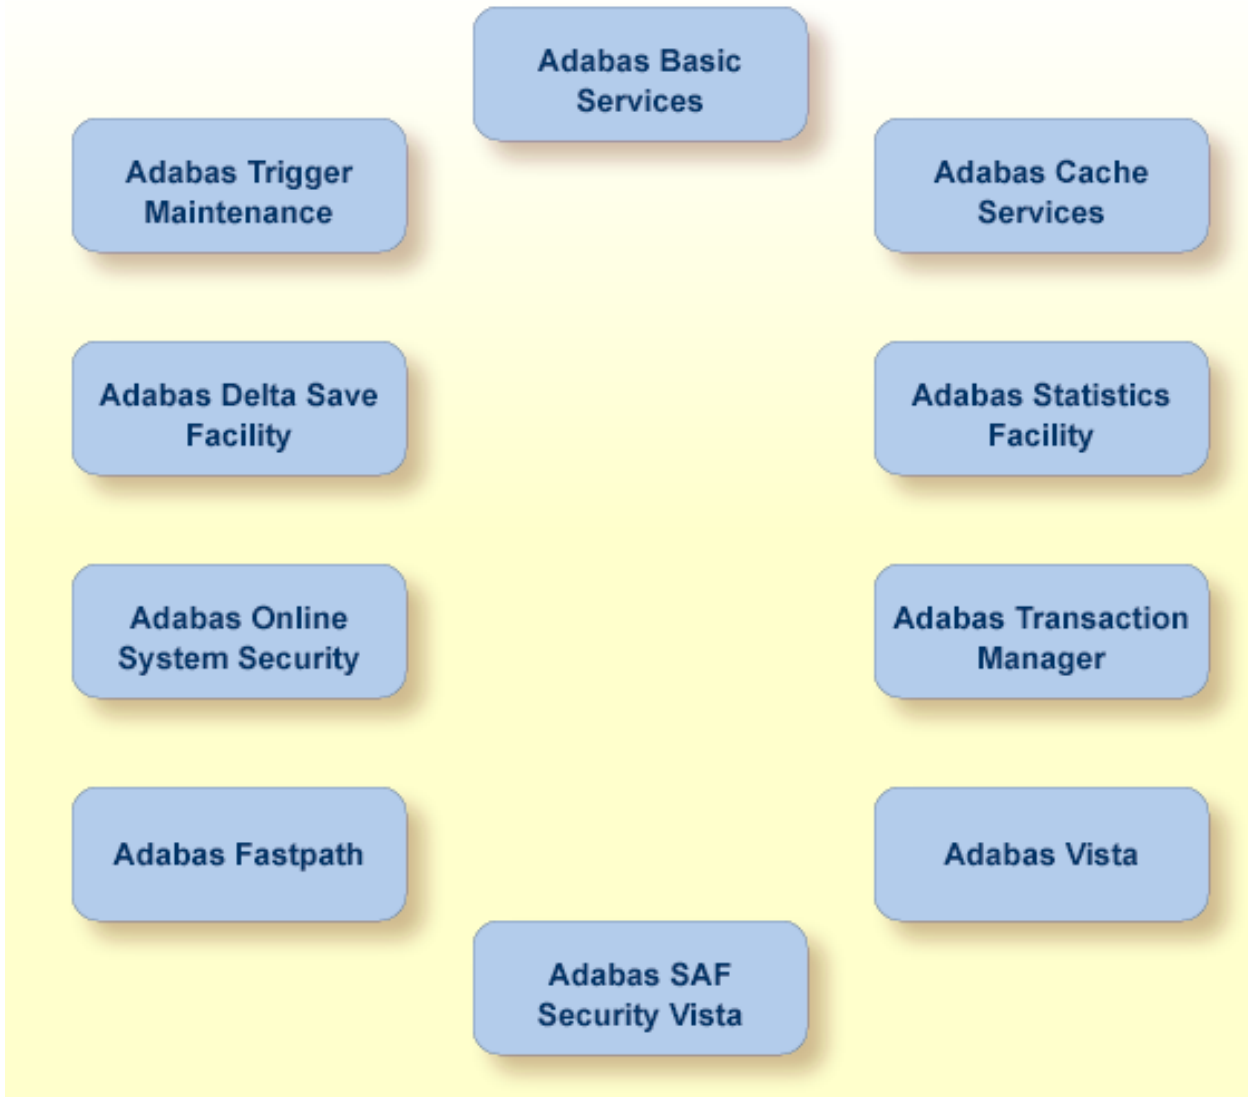 Adabas Basic
Services
Adabas Trigger
Maintenance
Adabas Cache
Services
Adabas Delta Save
Facility
Adabas Statistics
Facility
Adabas Online
System Security
Adabas Transaction
Manager
Adabas Fastpath
Adabas Vista
Adabas SAF
Security Vista